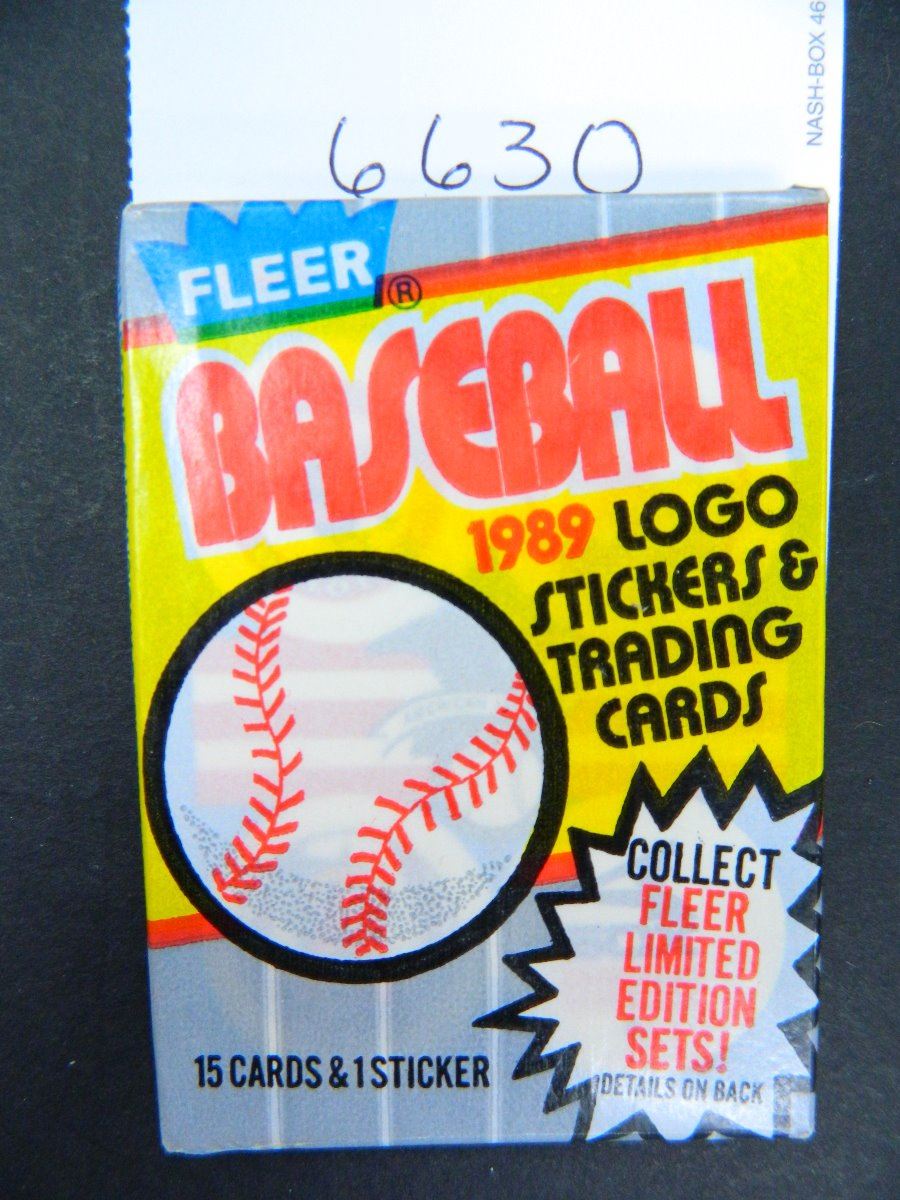 NASH-BOX 46
6630
FLEER®
BASEBALL
1989 LOGO
STICKERS &
TRADING
CARDS
COLLECT
FLEER
LIMITED
EDITION
SETS!
DETAILS ON BACK
15 CARDS & 1 STICKER